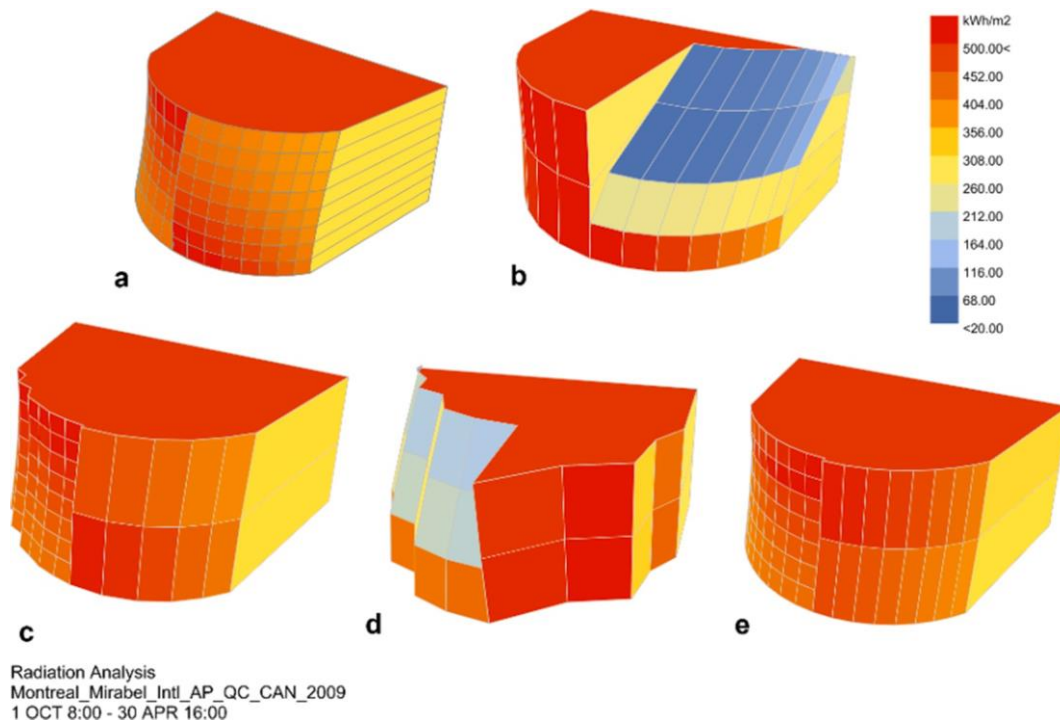 kWh/m2
500.00<
452.00
404.00
356.00
308.00
260.00
212.00
164.00
116.00
68.00
<20.00
a
b
c
d
e
Radiation Analysis
Montreal_Mirabel_Intl_AP_QC_CAN_2009
1 OCT 8:00 - 30 APR 16:00